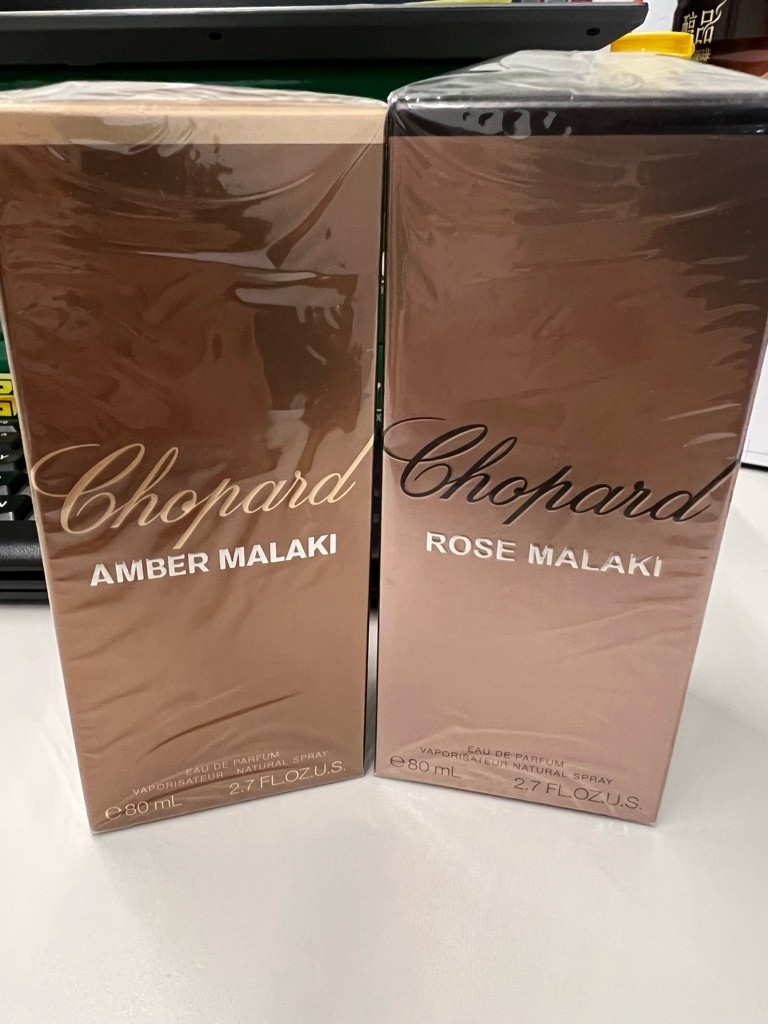 Chopard
AMBER MALAKI
EAU DE PARFUM
VAPORISATEUR NATURAL SPRAY
e 80 mL 2.7 FL.OZ.U.S.
Chopard
ROSE MALAKI
EAU DE PARFUM
VAPORISATEUR NATURAL SPRAY
e 80 mL 2.7 FL.OZ.U.S.
品